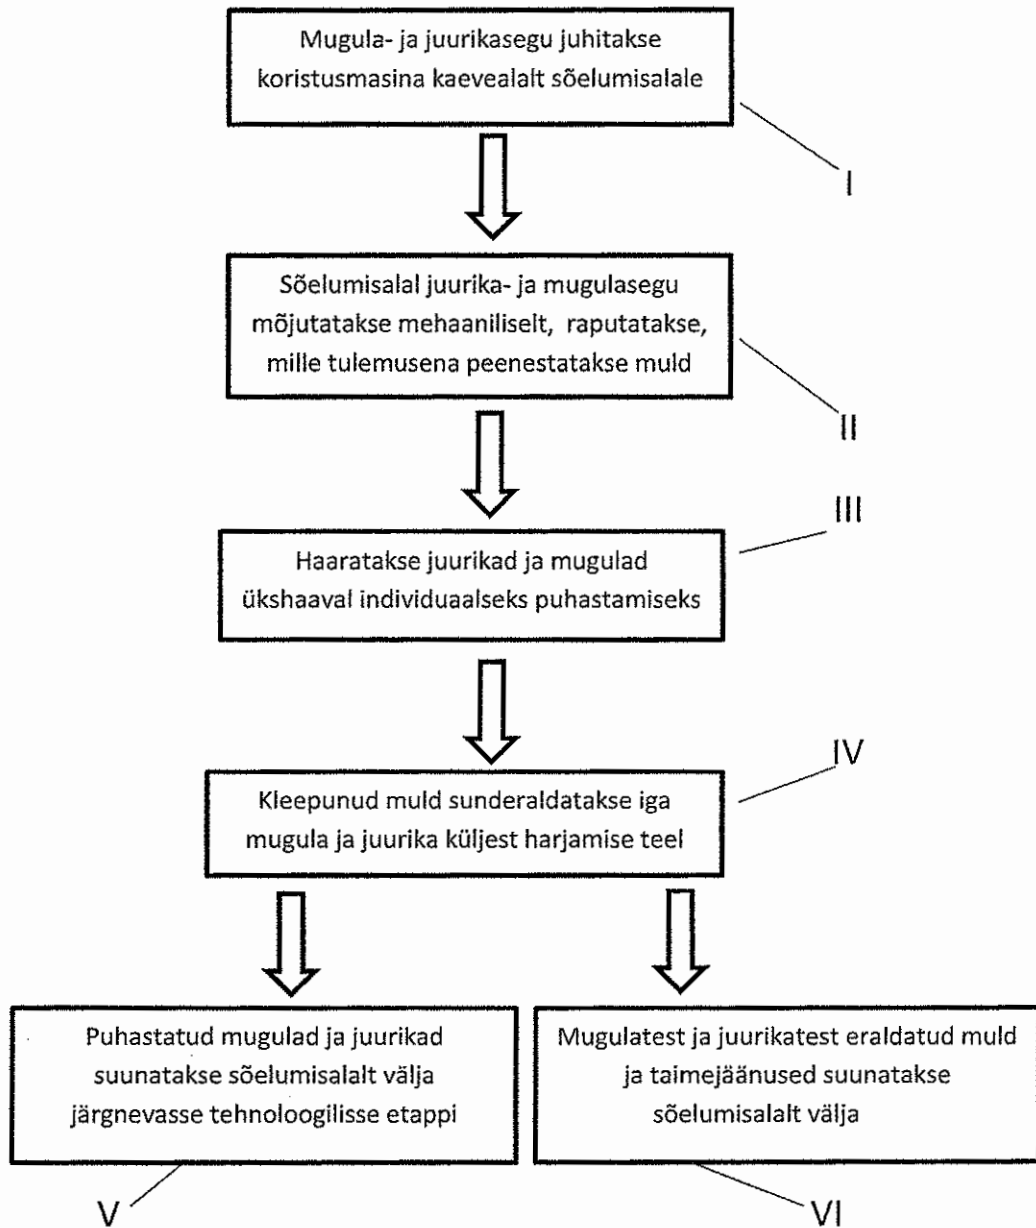 Mugula- ja juurikasegu juhitakse
koristusmasina kaevealalt sõelumisalale
I
Sõelumisalal juurika- ja mugulasegu
mõjutatakse mehaaniliselt, raputatakse,
mille tulemusena peenestatakse muld
II
III
Haaratakse juurikad ja mugulad
ükshaaval individuaalseks puhastamiseks
IV
Kleepunud muld sunderaldatakse iga
mugula ja juurika küljest harjamise teel
Puhastatud mugulad ja juurikad
suunatakse sõelumisalalt välja
järgnevasse tehnoloogilisse etappi
V
Mugulatest ja juurikatest eraldatud muld
ja taimejäänused suunatakse
sõelumisalalt välja
VI